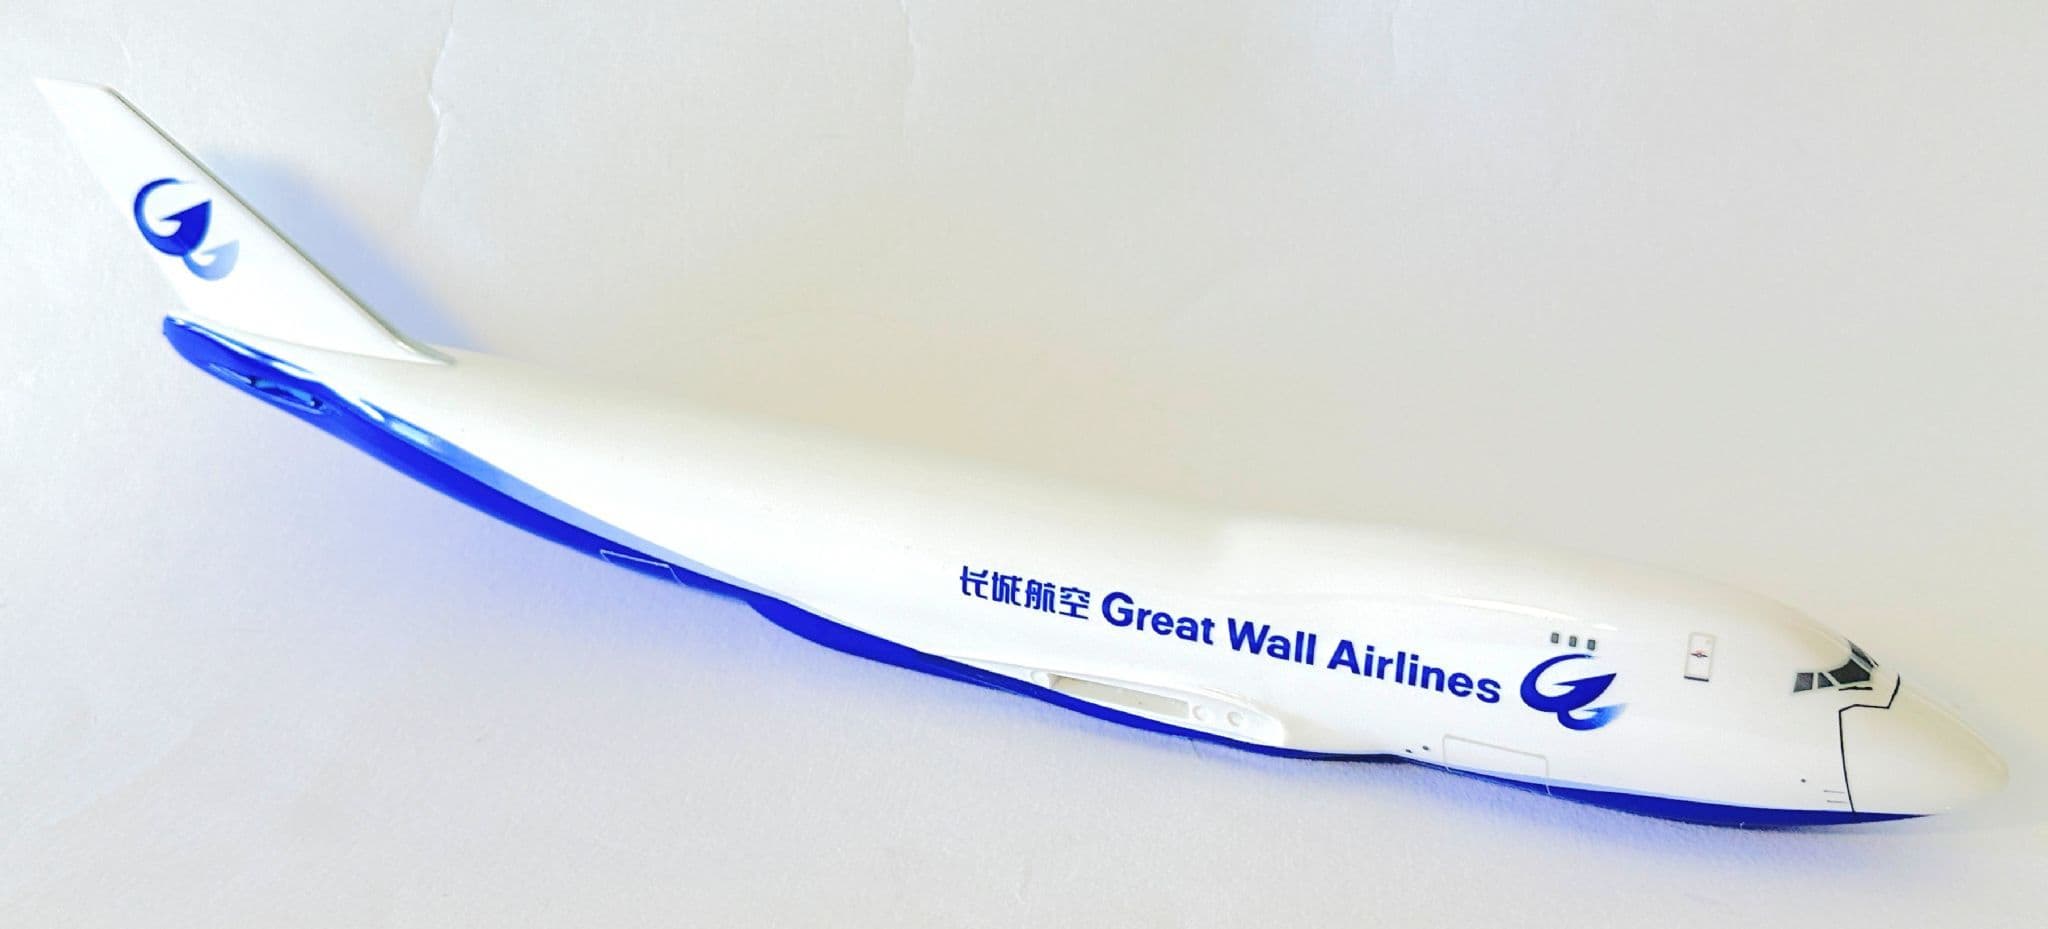 长城航空 Great Wall Airlines